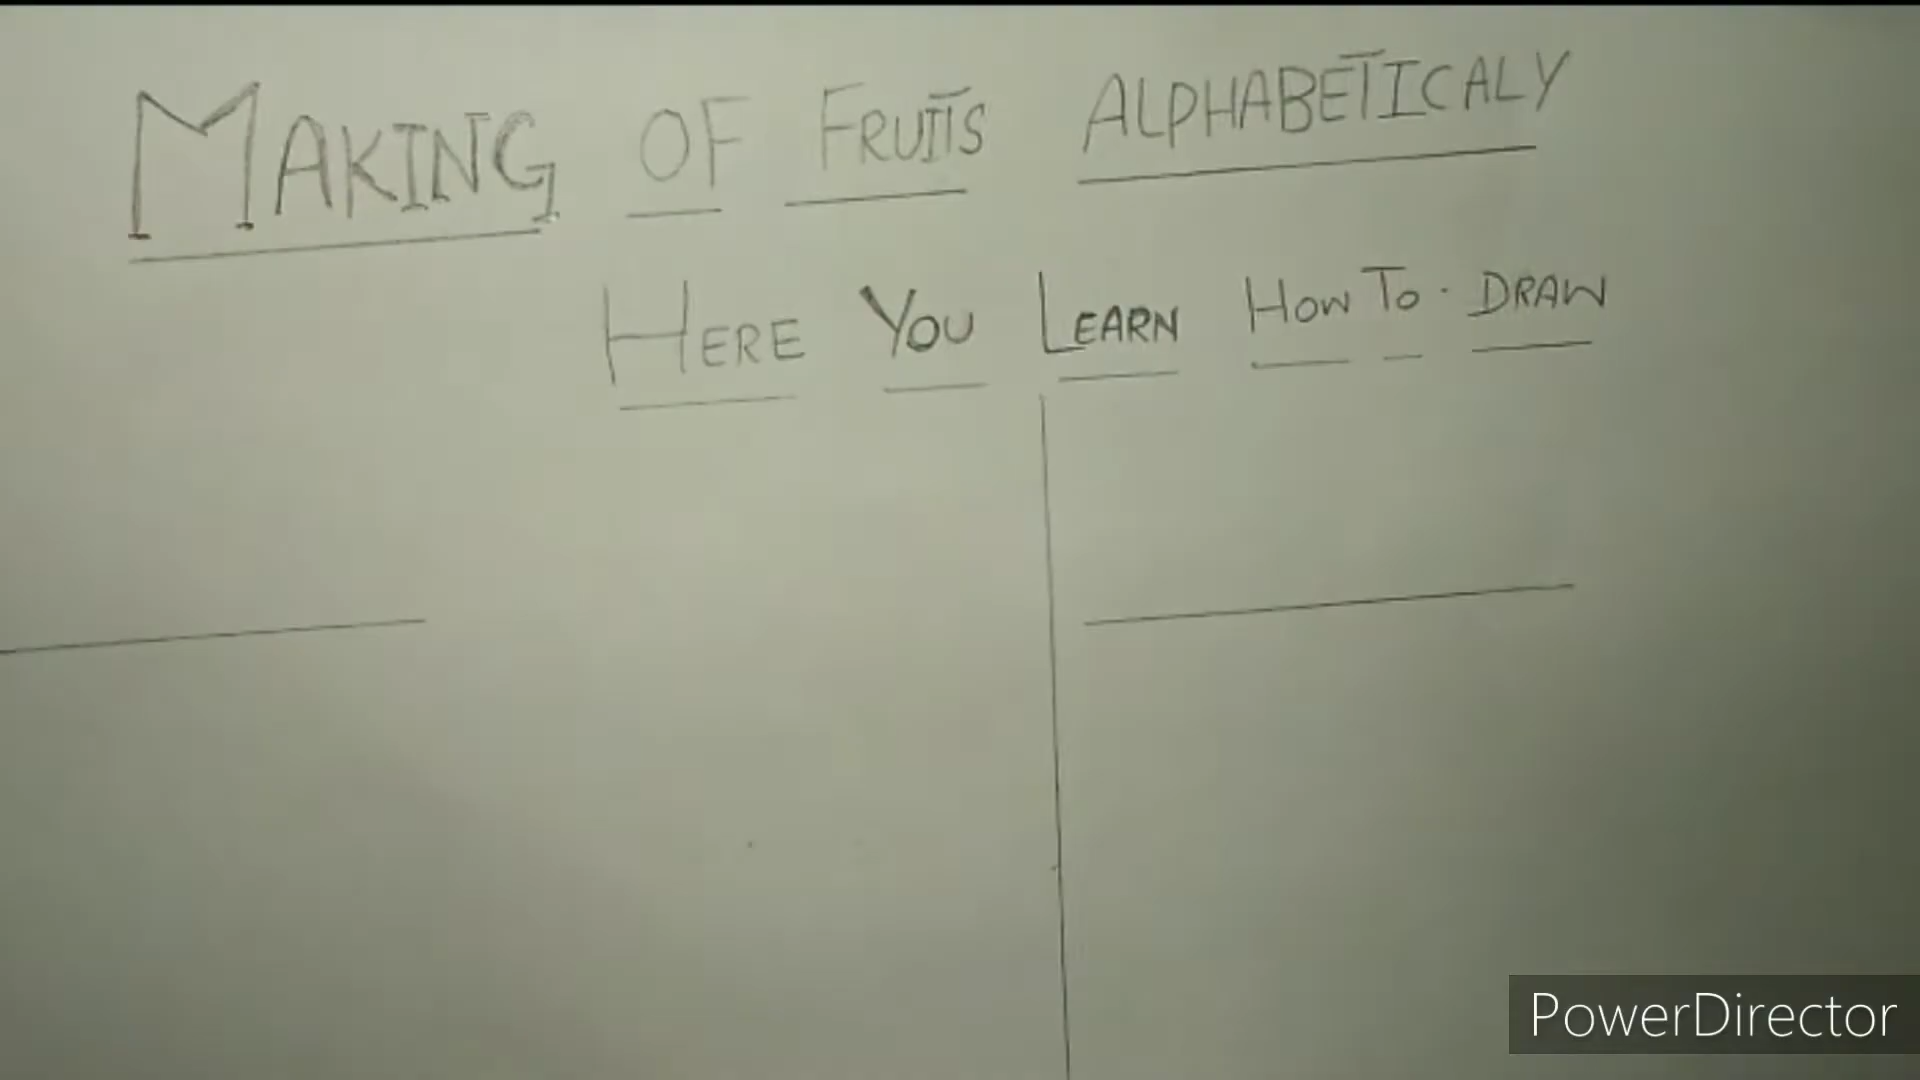 MAKING OF FRUITS ALPHABETICALY
HERE YOU LEARN HOW TO. DRAW
PowerDirector